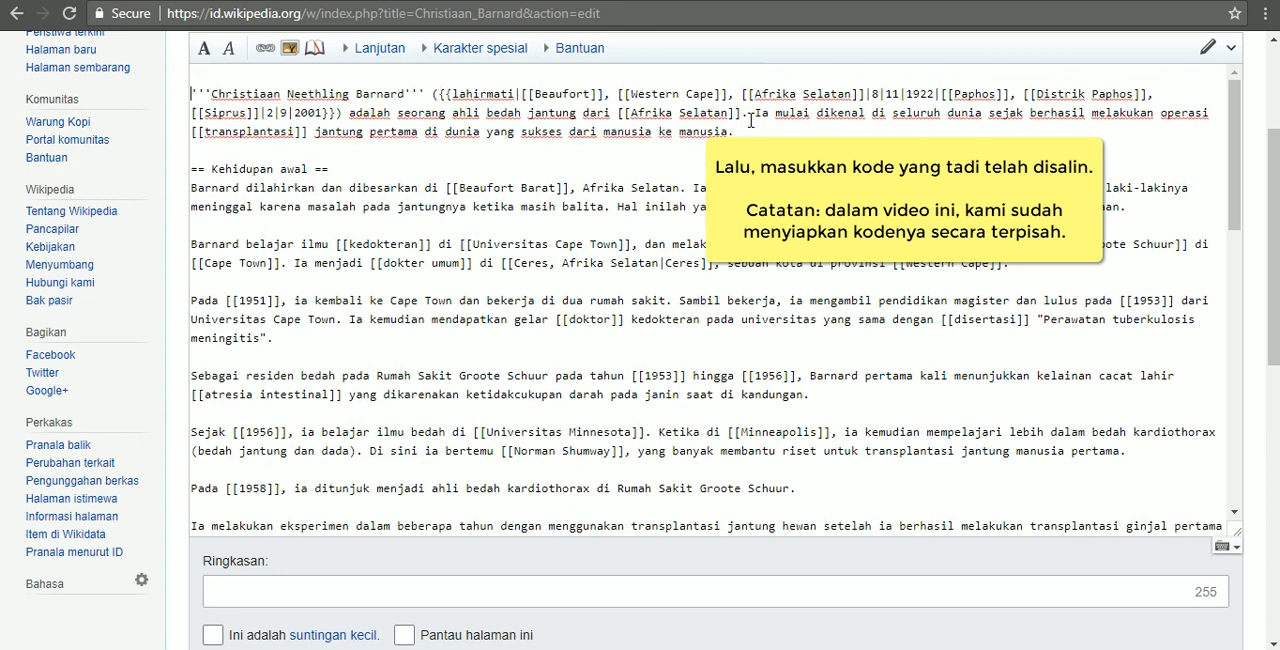 Secure
https://id.wikipedia.org/w/index.php?title=Christiaan_Barnard&action=edit
Peristiwa terkini
Halaman baru
Halaman sembarang
Komunitas
Warung Kopi
Portal komunitas
Bantuan
Wikipedia
Tentang Wikipedia
Pancapilar
Kebijakan
Menyumbang
Hubungi kami
Bak pasir
Bagikan
Facebook
Twitter
Google+
Perkakas
Pranala balik
Perubahan terkait
Pengunggahan berkas
Halaman istimewa
Informasi halaman
Item di Wikidata
Pranala menurut ID
Bahasa
A A Lanjutan Karakter spesial Bantuan
'''Christiaan Neethling Barnard''' ({{lahirmati|[[Beaufort]], [[Western Cape]], [[Afrika Selatan]]|8|11|1922|[[Paphos]], [[Distrik Paphos]],
[[Siprus]]|2|9|2001}}) adalah seorang ahli bedah jantung dari [[Afrika Selatan]]. Ia mulai dikenal di seluruh dunia sejak berhasil melakukan operasi
[[transplantasi]] jantung pertama di dunia yang sukses dari manusia ke manusia.
== Kehidupan awal ==
Barnard dilahirkan dan dibesarkan di [[Beaufort Barat]], Afrika Selatan. Ia laki-lakinya
meninggal karena masalah pada jantungnya ketika masih balita. Hal inilah
Barnard belajar ilmu [[kedokteran]] di [[Universitas Cape Town]], dan Schuur]] di
[[Cape Town]]. Ia menjadi [[dokter umum]] di [[Ceres, Afrika Selatan|Ceres]], sebuah kota di provinsi [[Western Cape]].
Pada [[1951]], ia kembali ke Cape Town dan bekerja di dua rumah sakit. Sambil bekerja, ia mengambil pendidikan magister dan lulus pada [[1953]] dari
Universitas Cape Town. Ia kemudian mendapatkan gelar [[doktor]] kedokteran pada universitas yang sama dengan [[disertasi]] "Perawatan tuberkulosis
meningitis".
Sebagai residen bedah pada Rumah Sakit Groote Schuur pada tahun [[1953]] hingga [[1956]], Barnard pertama kali menunjukkan kelainan cacat lahir
[[atresia intestinal]] yang dikarenakan ketidakcukupan darah pada janin saat di kandungan.
Sejak [[1956]], ia belajar ilmu bedah di [[Universitas Minnesota]]. Ketika di [[Minneapolis]], ia kemudian mempelajari lebih dalam bedah kardiothorax
(bedah jantung dan dada). Di sini ia bertemu [[Norman Shumway]], yang banyak membantu riset untuk transplantasi jantung manusia pertama.
Pada [[1958]], ia ditunjuk menjadi ahli bedah kardiothorax di Rumah Sakit Groote Schuur.
Ia melakukan eksperimen dalam beberapa tahun dengan menggunakan transplantasi jantung hewan setelah ia berhasil melakukan transplantasi ginjal pertama
Lalu, masukkan kode yang tadi telah disalin.
Catatan: dalam video ini, kami sudah
menyiapkan kodenya secara terpisah.
Ringkasan:
255
Ini adalah suntingan kecil. Pantau halaman ini